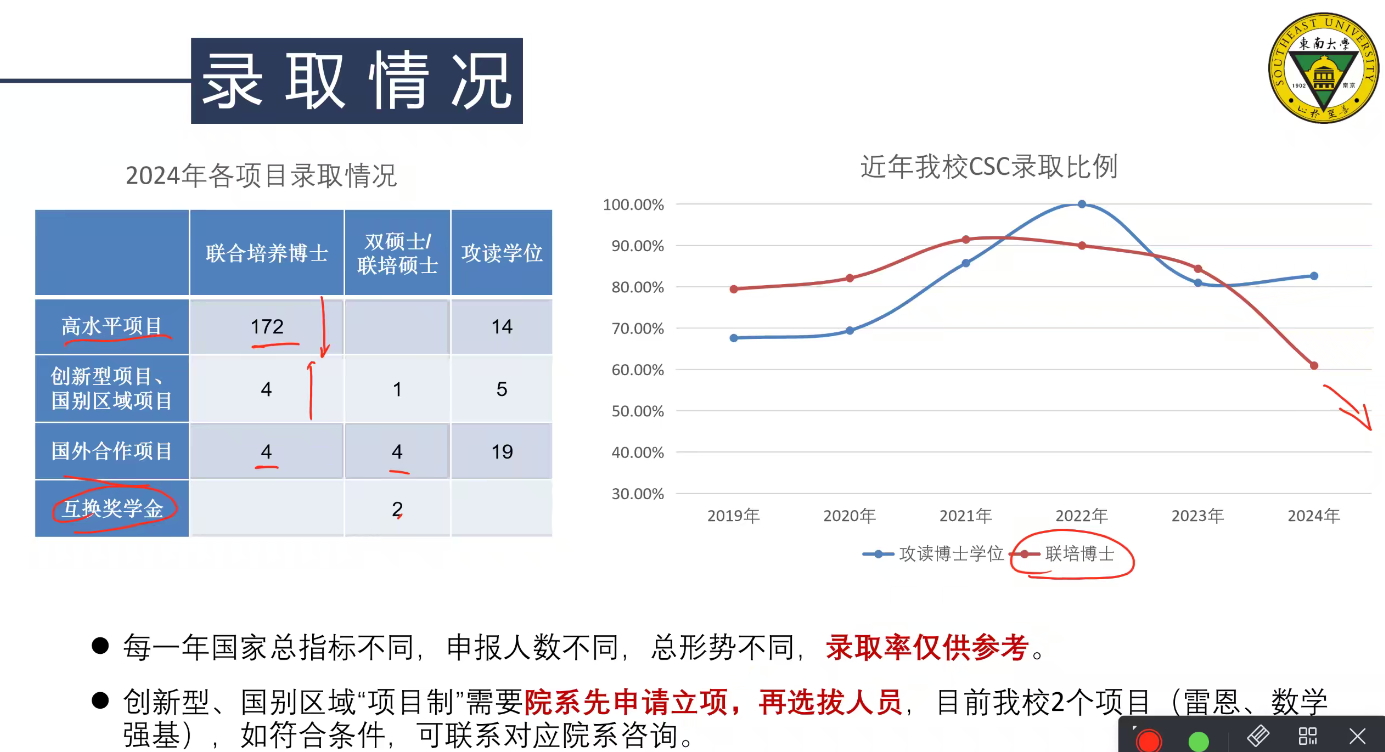 录取情况
SOUTHEAST UNIVERSITY
東南大學
1902 南京
2024年各项目录取情况
联合培养博士 双硕士/联培硕士 攻读学位
高水平项目 172 14
创新型项目、
国别区域项目 4 1 5
国外合作项目 4 4 19
互换奖学金 2
近年我校CSC录取比例
100.00%
90.00%
80.00%
70.00%
60.00%
50.00%
40.00%
30.00%
2019年 2020年 2021年 2022年 2023年 2024年
攻读博士学位 联培博士
● 每一年国家总指标不同，申报人数不同，总形势不同，录取率仅供参考。
● 创新型、国别区域“项目制”需要院系先申请立项，再选拔人员，目前我校2个项目（雷恩、数学
强基），如符合条件，可联系对应院系咨询。